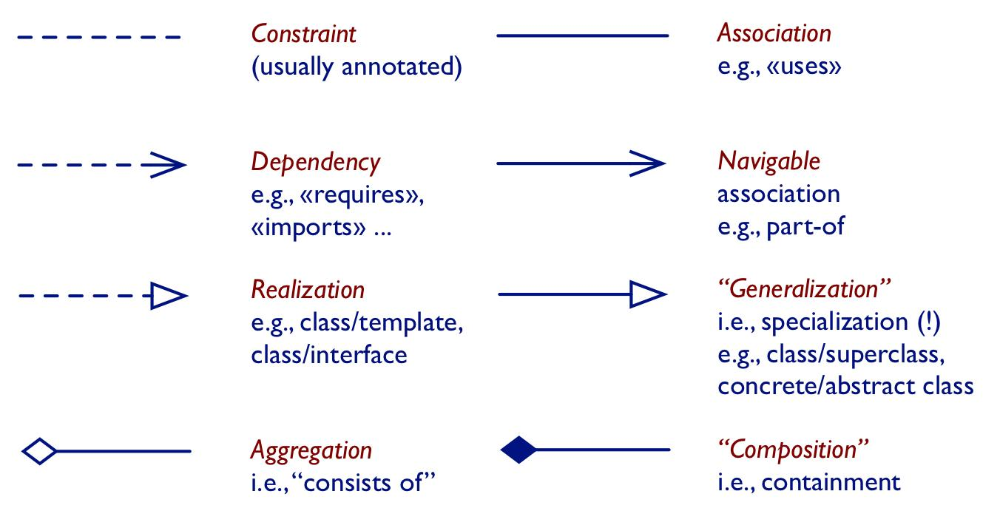 Constraint
(usually annotated)
Association
e.g., «uses»
Dependency
e.g., «requires»,
«imports» ...
Navigable
association
e.g., part-of
Realization
e.g., class/template,
class/interface
“Generalization”
i.e., specialization (!)
e.g., class/superclass,
concrete/abstract class
Aggregation
i.e., “consists of”
“Composition”
i.e., containment